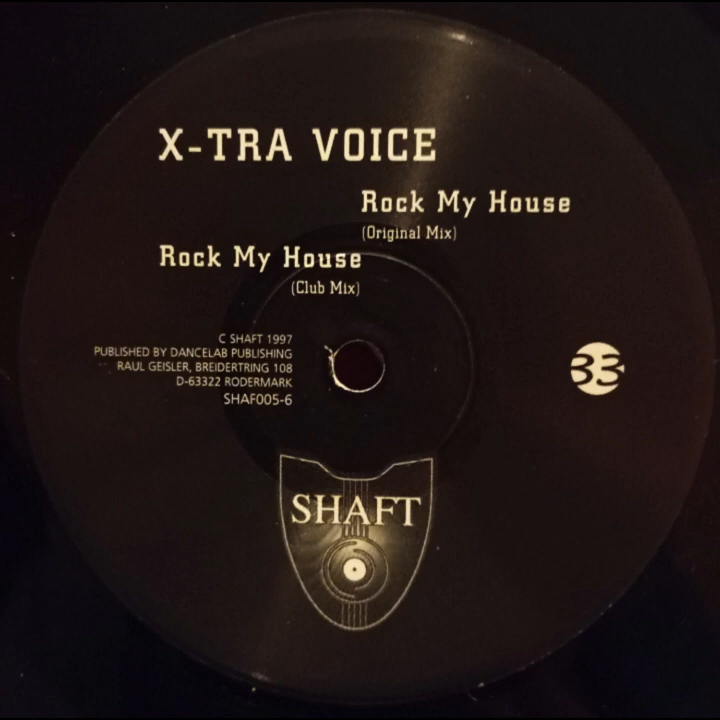 X-TRA VOICE
Rock My House
(Original Mix)
Rock My House
(Club Mix)
C SHAFT 1997
PUBLISHED BY DANCELAB PUBLISHING
RAUL GEISLER, BREIDERTRING 108
D-63322 RODERMARK
SHAF005-6
33
SHAFT